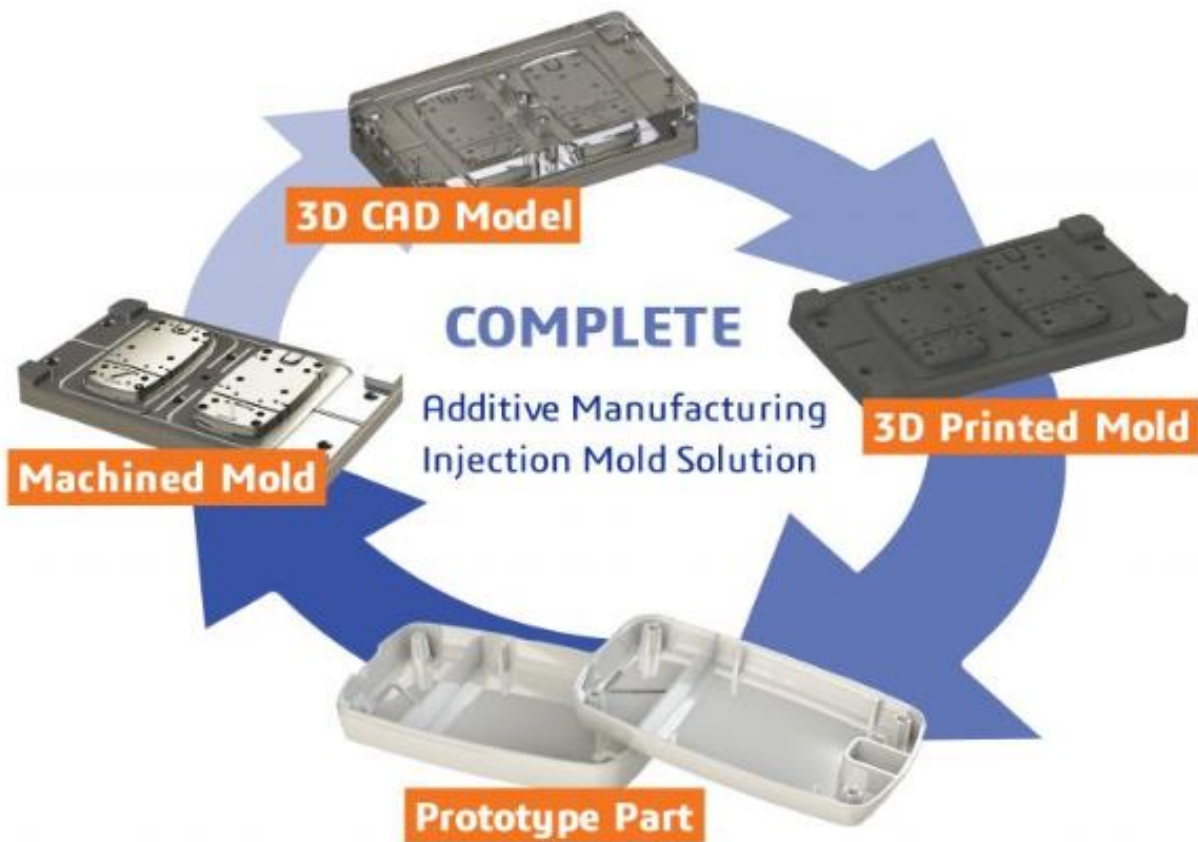 3D CAD Model
COMPLETE
Additive Manufacturing
Injection Mold Solution
3D Printed Mold
Machined Mold
Prototype Part